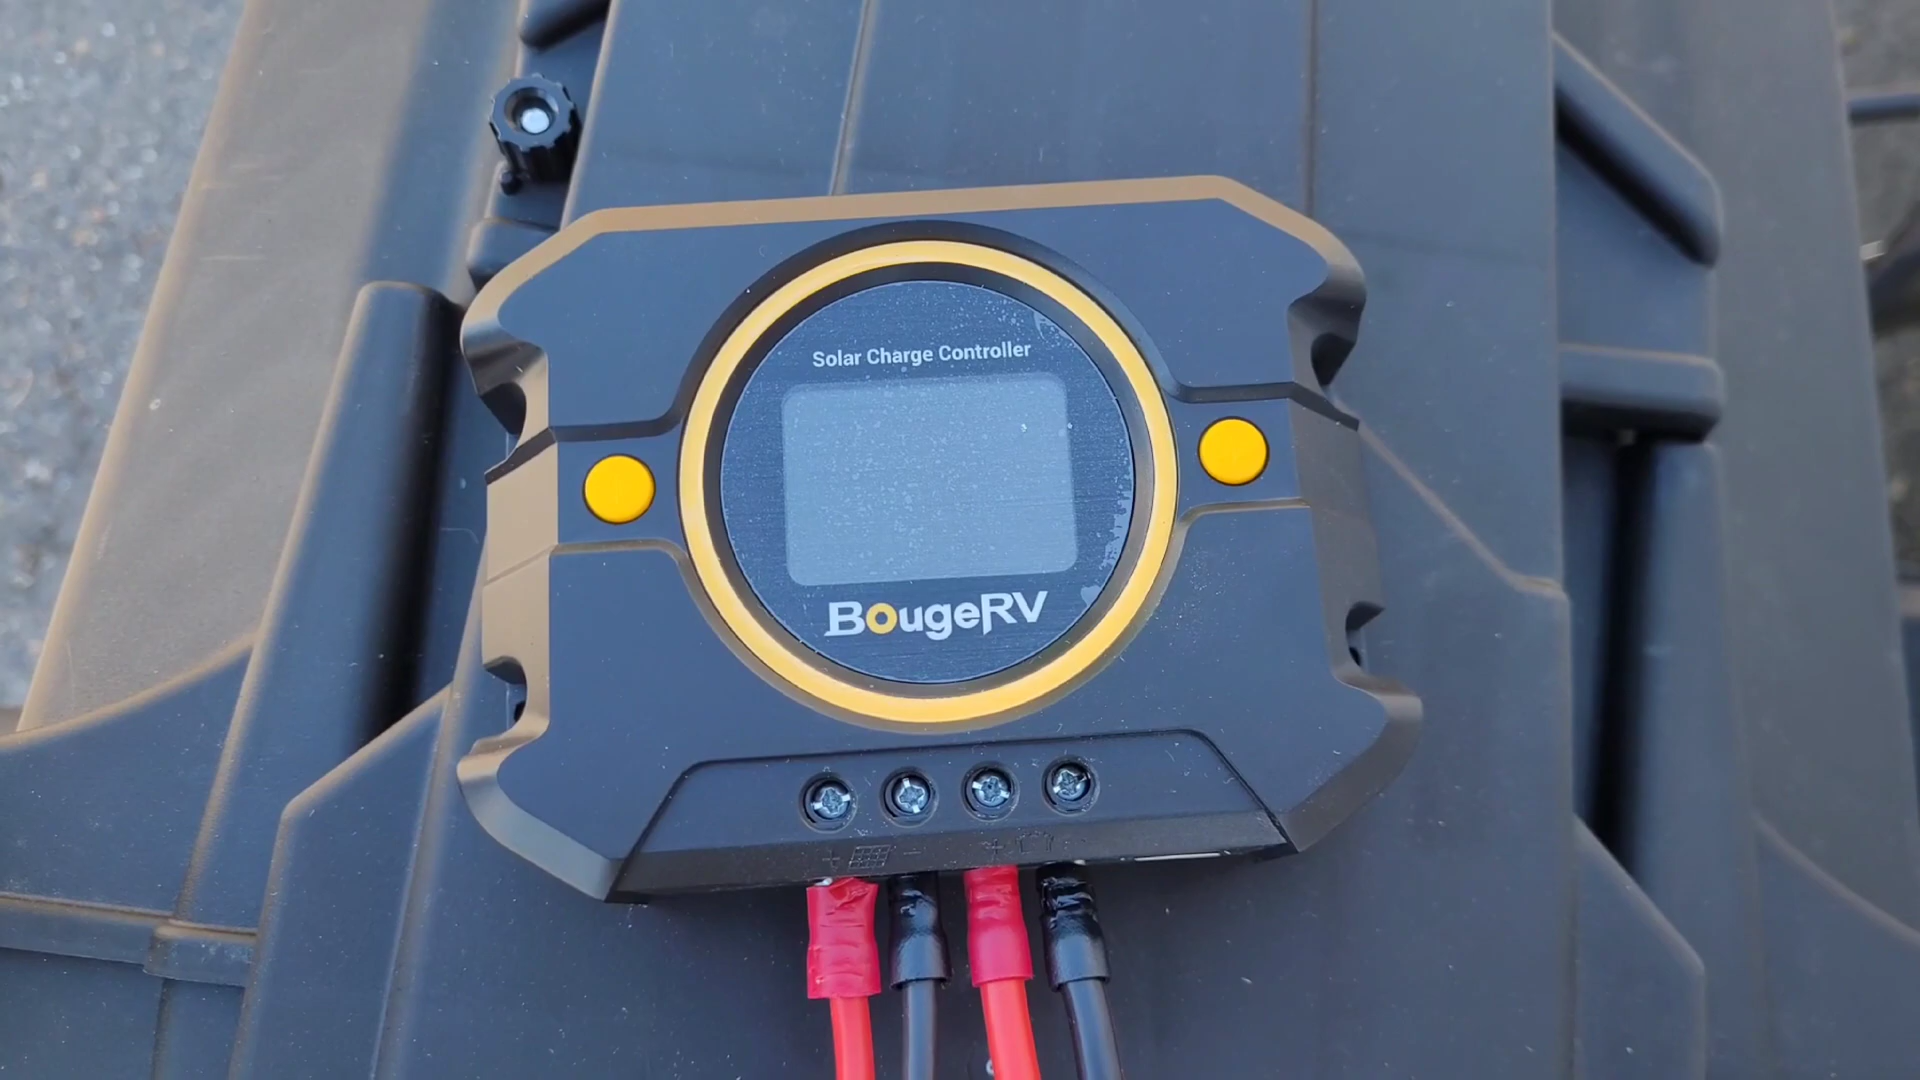 Solar Charge Controller
BougeRV
+ -
+ -